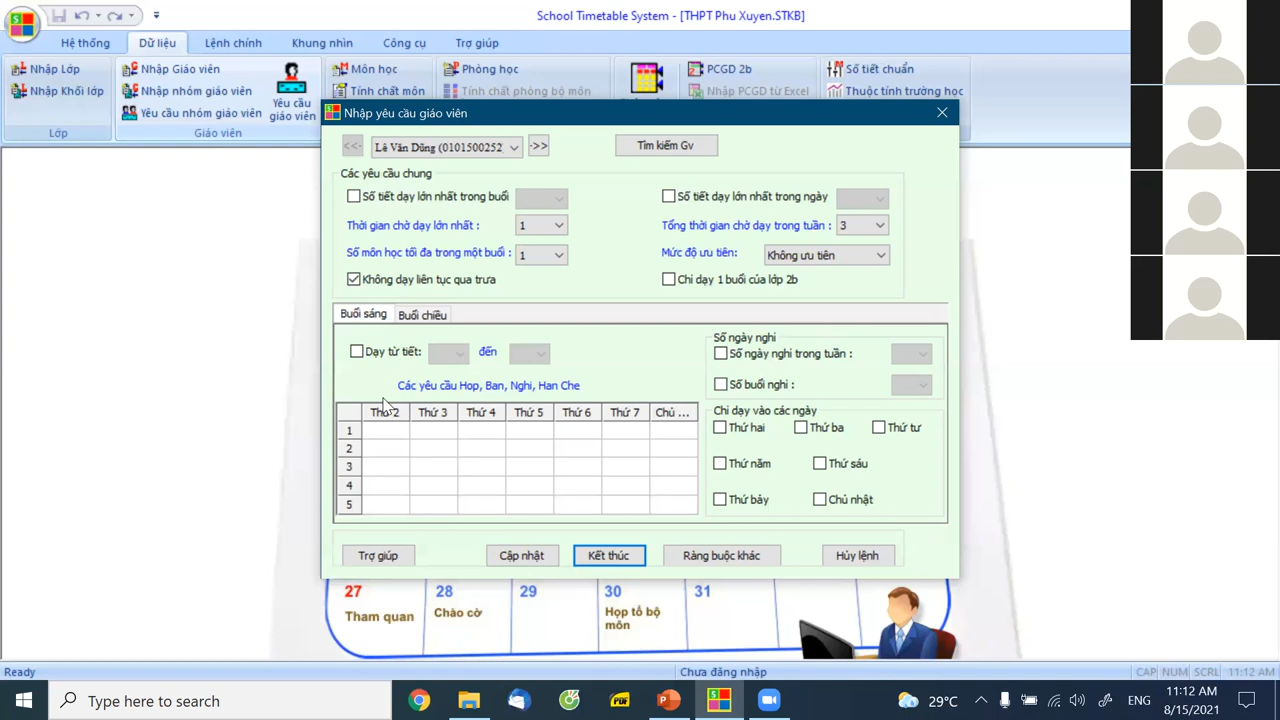 School Timetable System - [THPT Phu Xuyen.STKB]
Hệ thống Dữ liệu Lệnh chính Khung nhìn Công cụ Trợ giúp
Nhập Lớp
Nhập Khối lớp
Lớp
Nhập Giáo viên
Nhập nhóm giáo viên
Yêu cầu nhóm giáo viên
Yêu cầu
giáo viên
Giáo viên
Môn học
Tính chất môn
Phòng học
Tính chất phòng bộ môn
PCGD 2b
Nhập PCGD từ Excel
Số tiết chuẩn
Thuộc tính trường học
Nhập yêu cầu giáo viên
<<- Lê Văn Dũng (0101500252 ->> Tìm kiếm Gv
Các yêu cầu chung
Số tiết dạy lớn nhất trong buổi Số tiết dạy lớn nhất trong ngày
Thời gian chờ dạy lớn nhất : 1 Tổng thời gian chờ dạy trong tuần : 3
Số môn học tối đa trong một buổi : 1 Mức độ ưu tiên: Không ưu tiên
Không dạy liên tục qua trưa Chỉ dạy 1 buổi của lớp 2b
Buổi sáng Buổi chiều
Dạy từ tiết: đến
Các yêu cầu Hop, Ban, Nghi, Han Che
Thứ 2 Thứ 3 Thứ 4 Thứ 5 Thứ 6 Thứ 7 Chủ ...
1
2
3
4
5
Số ngày nghỉ
Số ngày nghỉ trong tuần :
Số buổi nghỉ :
Chỉ dạy vào các ngày
Thứ hai Thứ ba Thứ tư
Thứ năm Thứ sáu
Thứ bảy Chủ nhật
Trợ giúp Cập nhật Kết thúc Ràng buộc khác Hủy lệnh
27 28 29 30 31
Tham quan Chào cờ Họp tổ bộ
môn
Ready Chưa đăng nhập CAP NUM SCRL 11:12 AM
Type here to search
PDF
29°C ENG
11:12 AM
8/15/2021